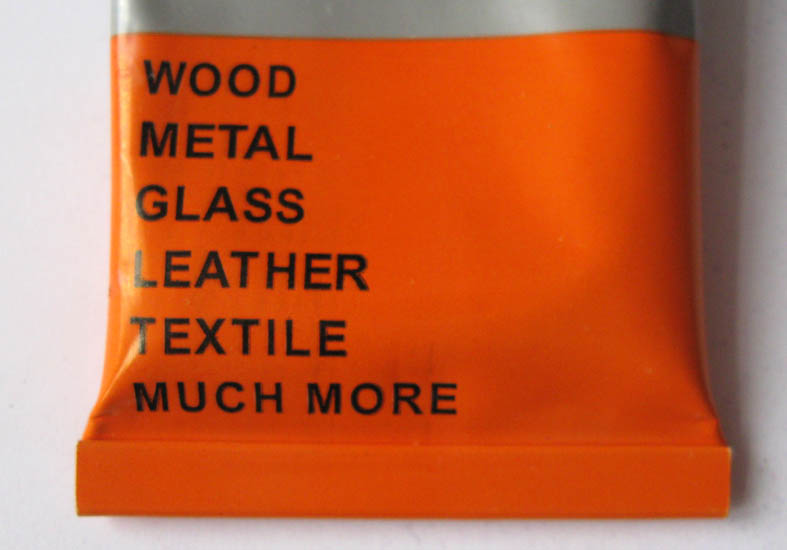 WOOD
METAL
GLASS
LEATHER
TEXTILE
MUCH MORE